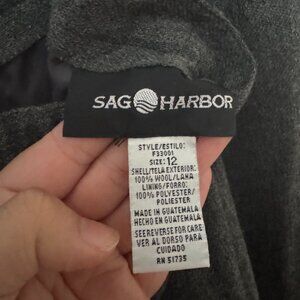 SAG HARBOR
STYLE/ESTILO:
F33001
SIZE: 12
SHELL/TELA EXTERIOR:
100% WOOL/LANA
LINING/FORRO:
100% POLYESTER/
POLIESTER
MADE IN GUATEMALA
HECHO EN GUATEMALA
SEE REVERSE FOR CARE
VER AL DORSO PARA
CUIDADO
RN 51735